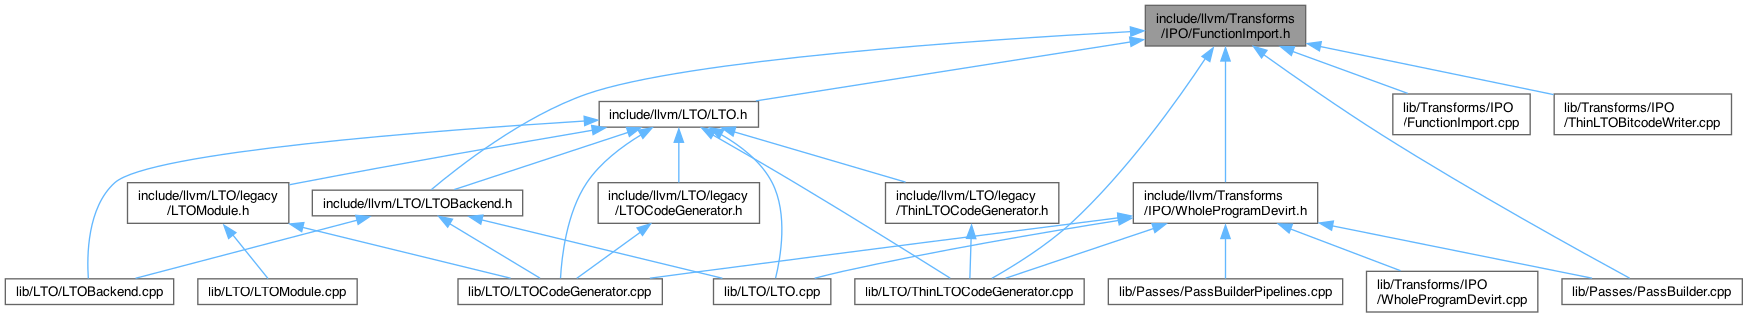 include/llvm/Transforms
/IPO/FunctionImport.h
include/llvm/LTO/LTO.h
lib/Transforms/IPO
/FunctionImport.cpp
lib/Transforms/IPO
/ThinLTOBitcodeWriter.cpp
include/llvm/LTO/legacy
/LTOModule.h
include/llvm/LTO/LTOBackend.h
include/llvm/LTO/legacy
/LTOCodeGenerator.h
include/llvm/LTO/legacy
/ThinLTOCodeGenerator.h
include/llvm/Transforms
/IPO/WholeProgramDevirt.h
lib/LTO/LTOBackend.cpp
lib/LTO/LTOModule.cpp
lib/LTO/LTOCodeGenerator.cpp
lib/LTO/LTO.cpp
lib/LTO/ThinLTOCodeGenerator.cpp
lib/Passes/PassBuilderPipelines.cpp
lib/Transforms/IPO
/WholeProgramDevirt.cpp
lib/Passes/PassBuilder.cpp